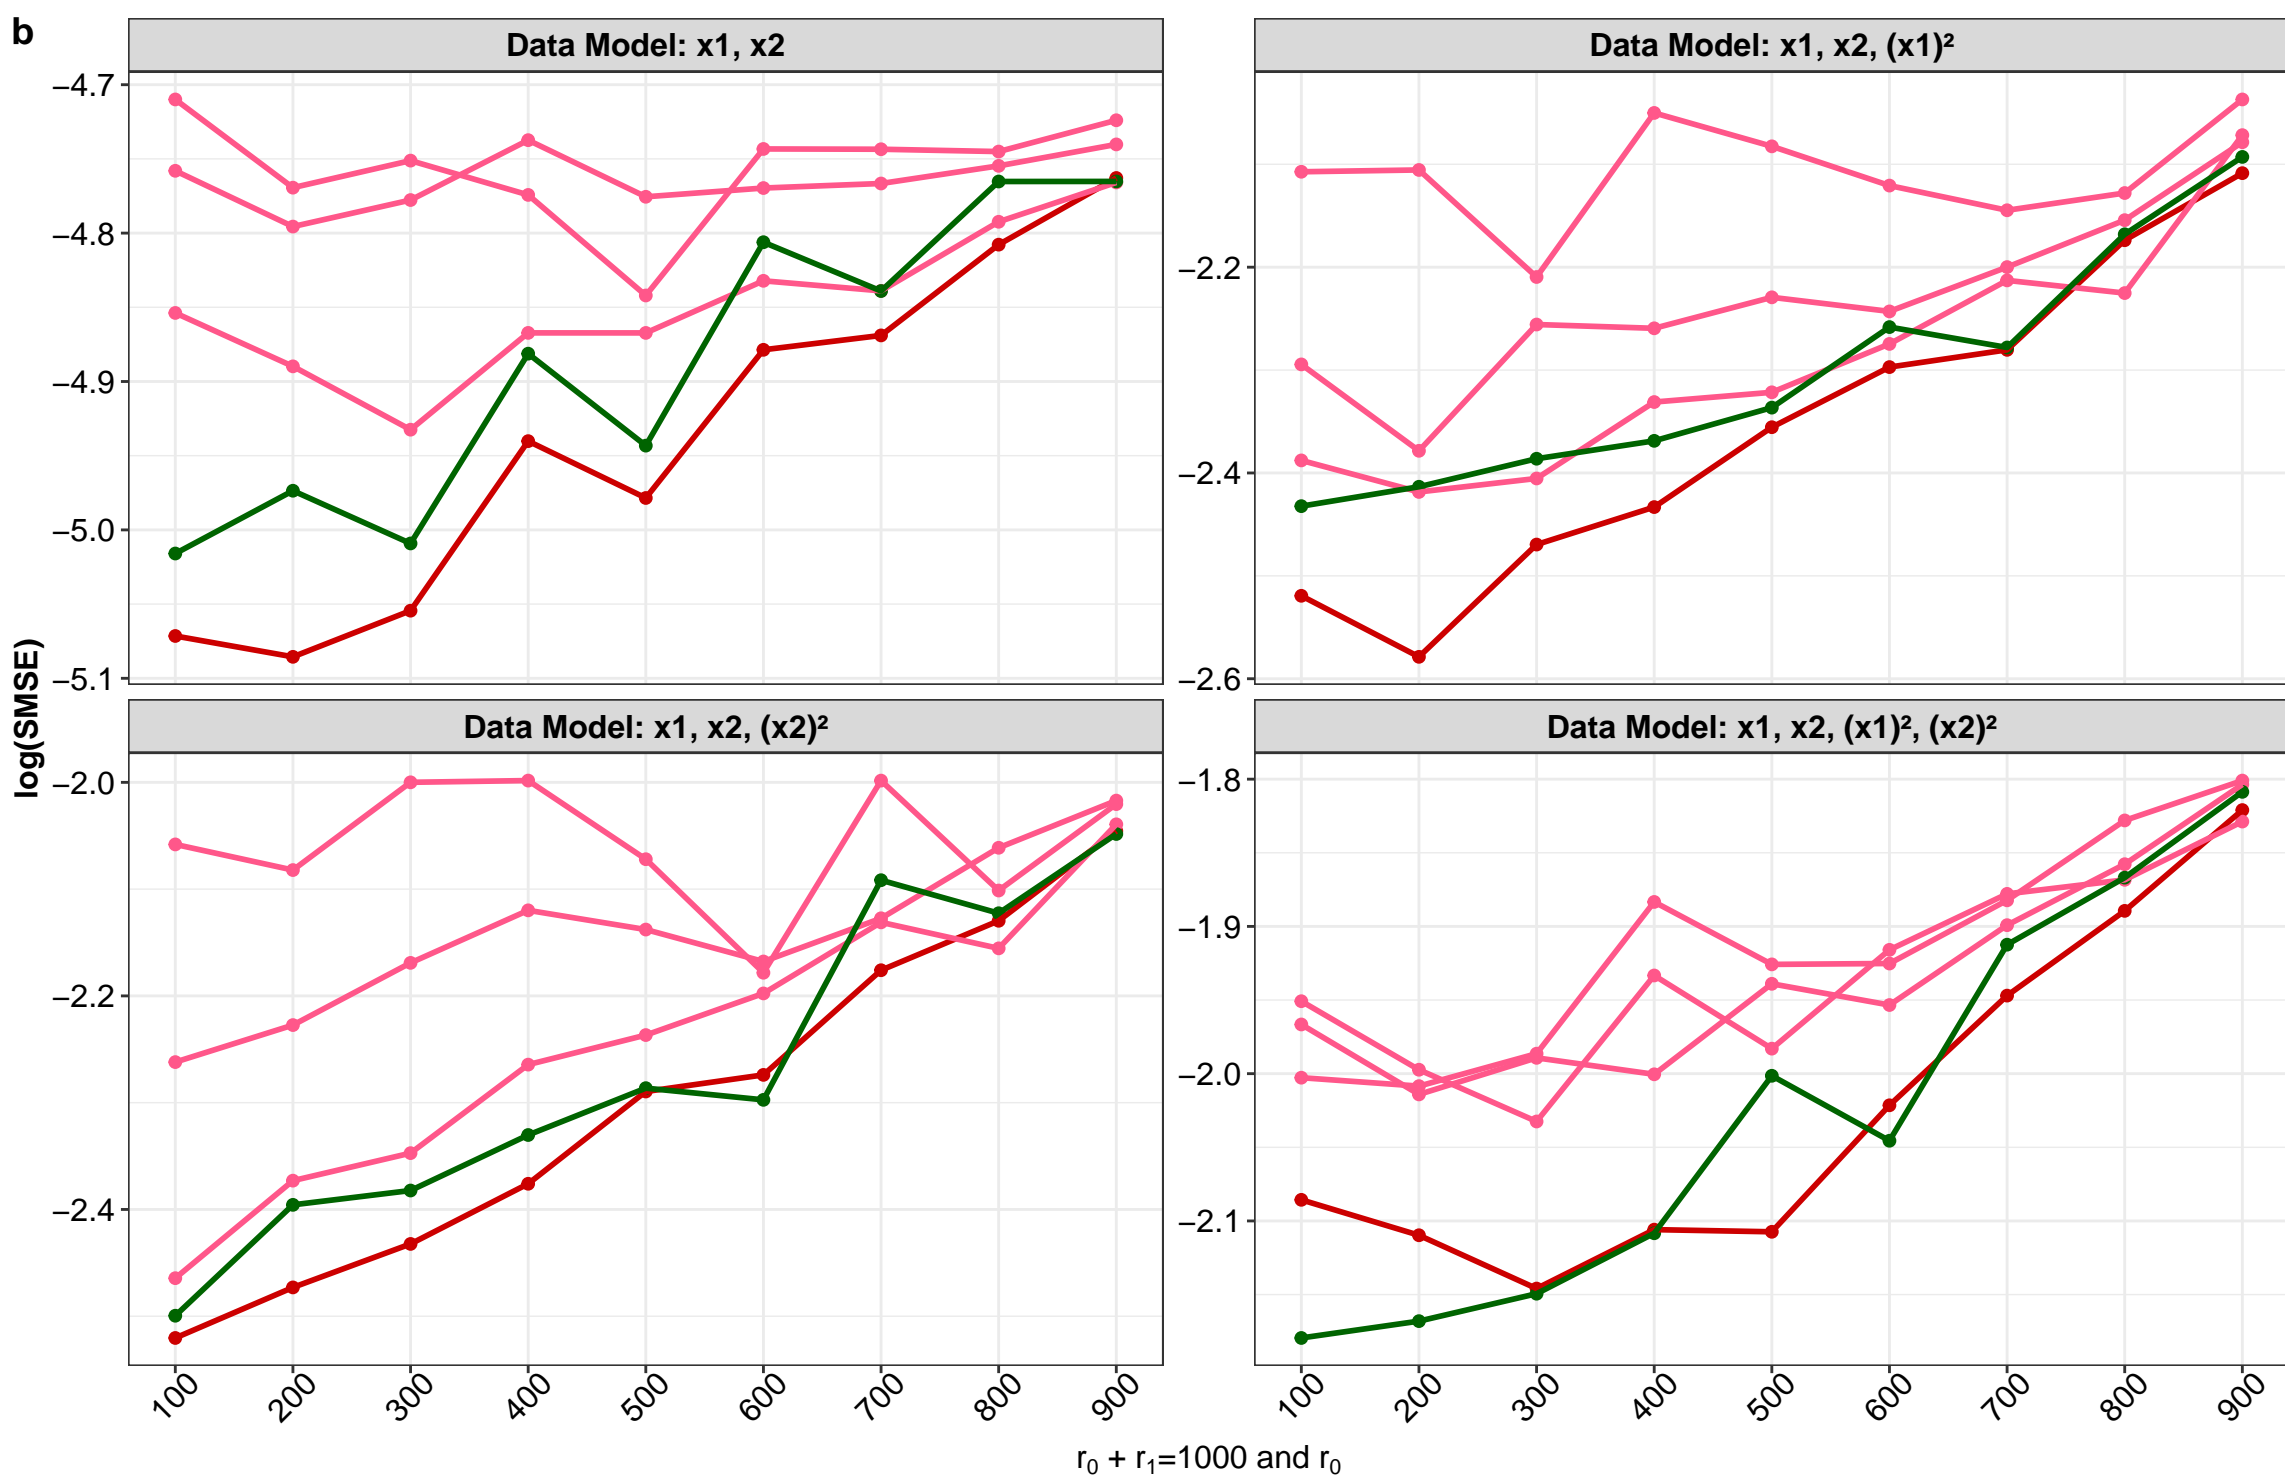 b
Data Model: x1, x2
Data Model: x1, x2, (x1)²
−4.7
−4.8
−4.9
−5.0
−5.1
−2.2
−2.4
−2.6
log(SMSE)
Data Model: x1, x2, (x2)²
Data Model: x1, x2, (x1)², (x2)²
−2.0
−2.2
−2.4
−1.8
−1.9
−2.0
−2.1
100 200 300 400 500 600 700 800 900
100 200 300 400 500 600 700 800 900
r₀ + r₁=1000 and r₀